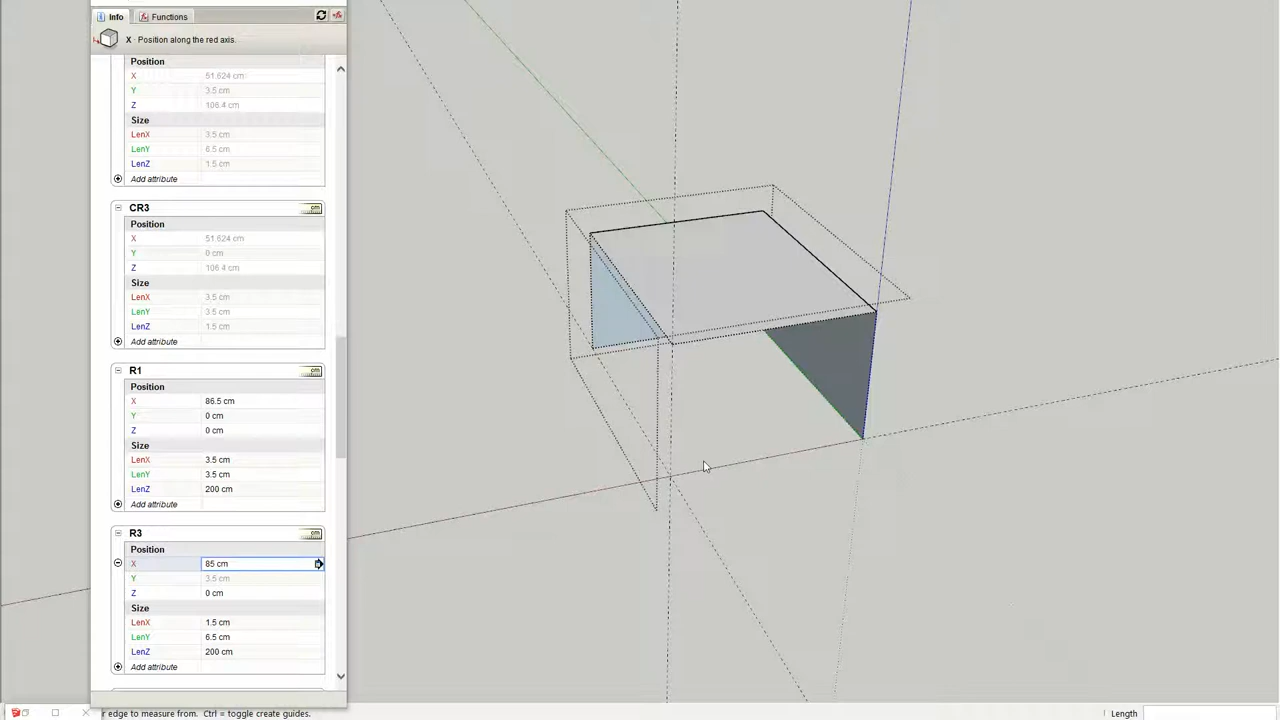 Info
Functions
X - Position along the red axis.
Position
X 51.624 cm
Y 3.5 cm
Z 106.4 cm
Size
LenX 3.5 cm
LenY 6.5 cm
LenZ 1.5 cm
Add attribute
CR3 cm
Position
X 51.624 cm
Y 0 cm
Z 106.4 cm
Size
LenX 3.5 cm
LenY 3.5 cm
LenZ 1.5 cm
Add attribute
R1 cm
Position
X 86.5 cm
Y 0 cm
Z 0 cm
Size
LenX 3.5 cm
LenY 3.5 cm
LenZ 200 cm
Add attribute
R3 cm
Position
X 85 cm
Y 3.5 cm
Z 0 cm
Size
LenX 1.5 cm
LenY 6.5 cm
LenZ 200 cm
Add attribute
r edge to measure from. Ctrl = toggle create guides.
Length